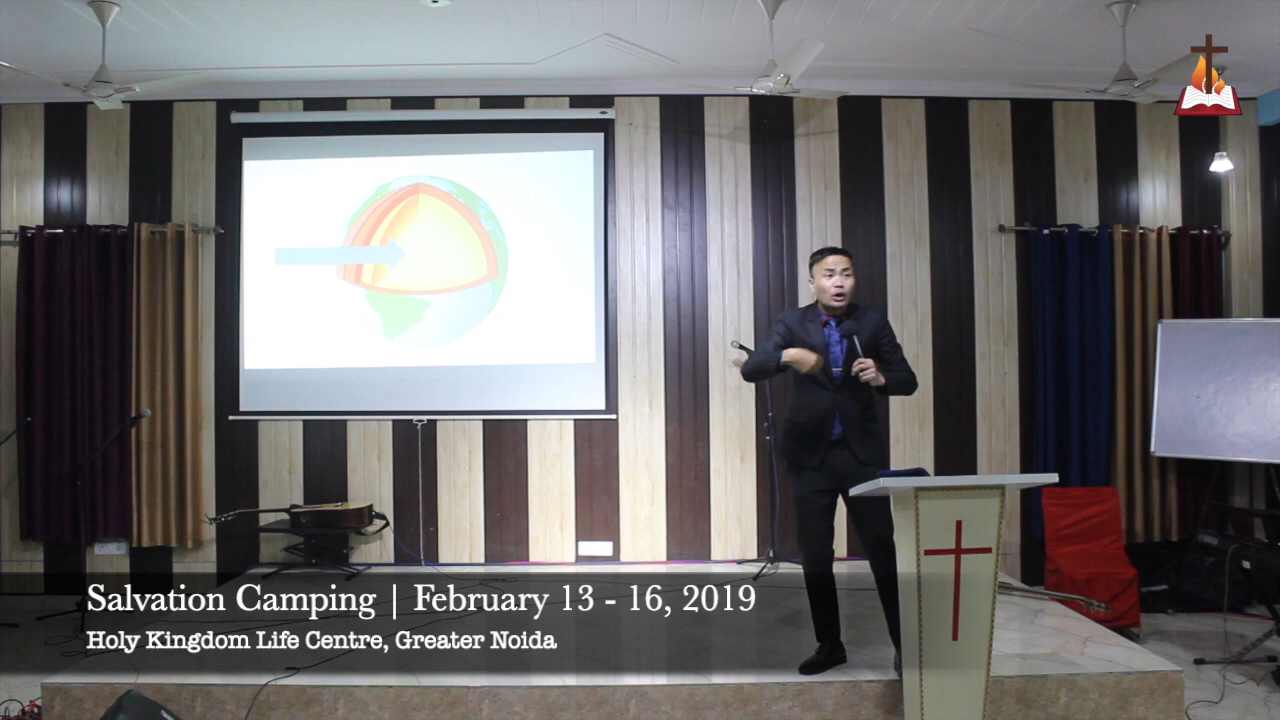 Salvation Camping | February 13 - 16, 2019
Holy Kingdom Life Centre, Greater Noida